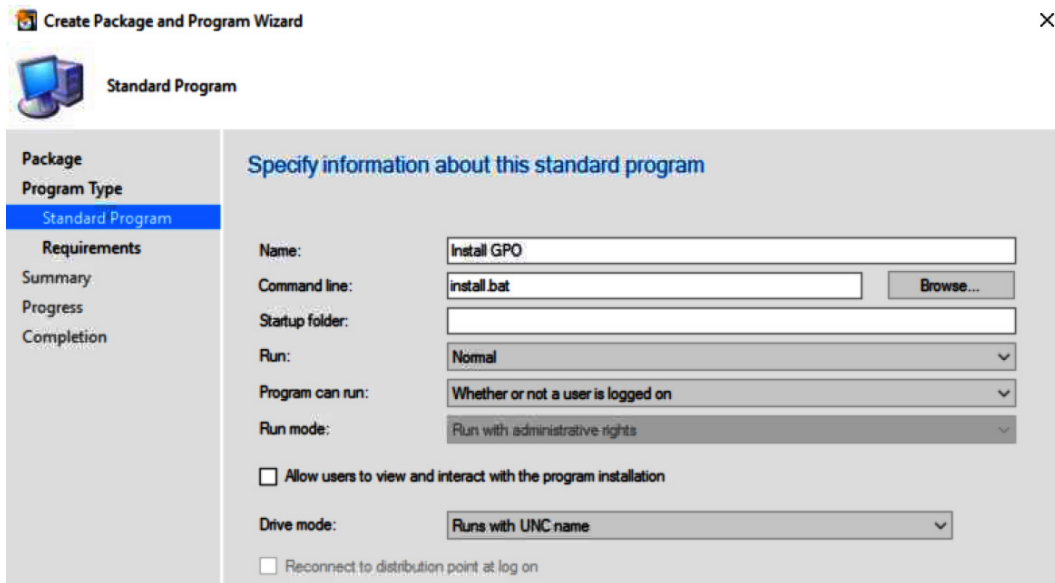 Create Package and Program Wizard
Standard Program
Package
Program Type
Standard Program
Requirements
Summary
Progress
Completion
Specify information about this standard program
Name: Install GPO
Command line: install.bat Browse...
Startup folder:
Run: Normal
Program can run: Whether or not a user is logged on
Run mode: Run with administrative rights
Allow users to view and interact with the program installation
Drive mode: Runs with UNC name
Reconnect to distribution point at log on